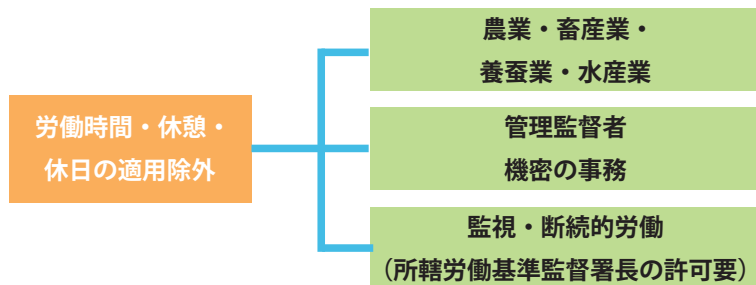 労働時間・休憩・
休日の適用除外
農業・畜産業・
養蚕業・水産業
管理監督者
機密の事務
監視・断続的労働
（所轄労働基準監督署長の許可要）